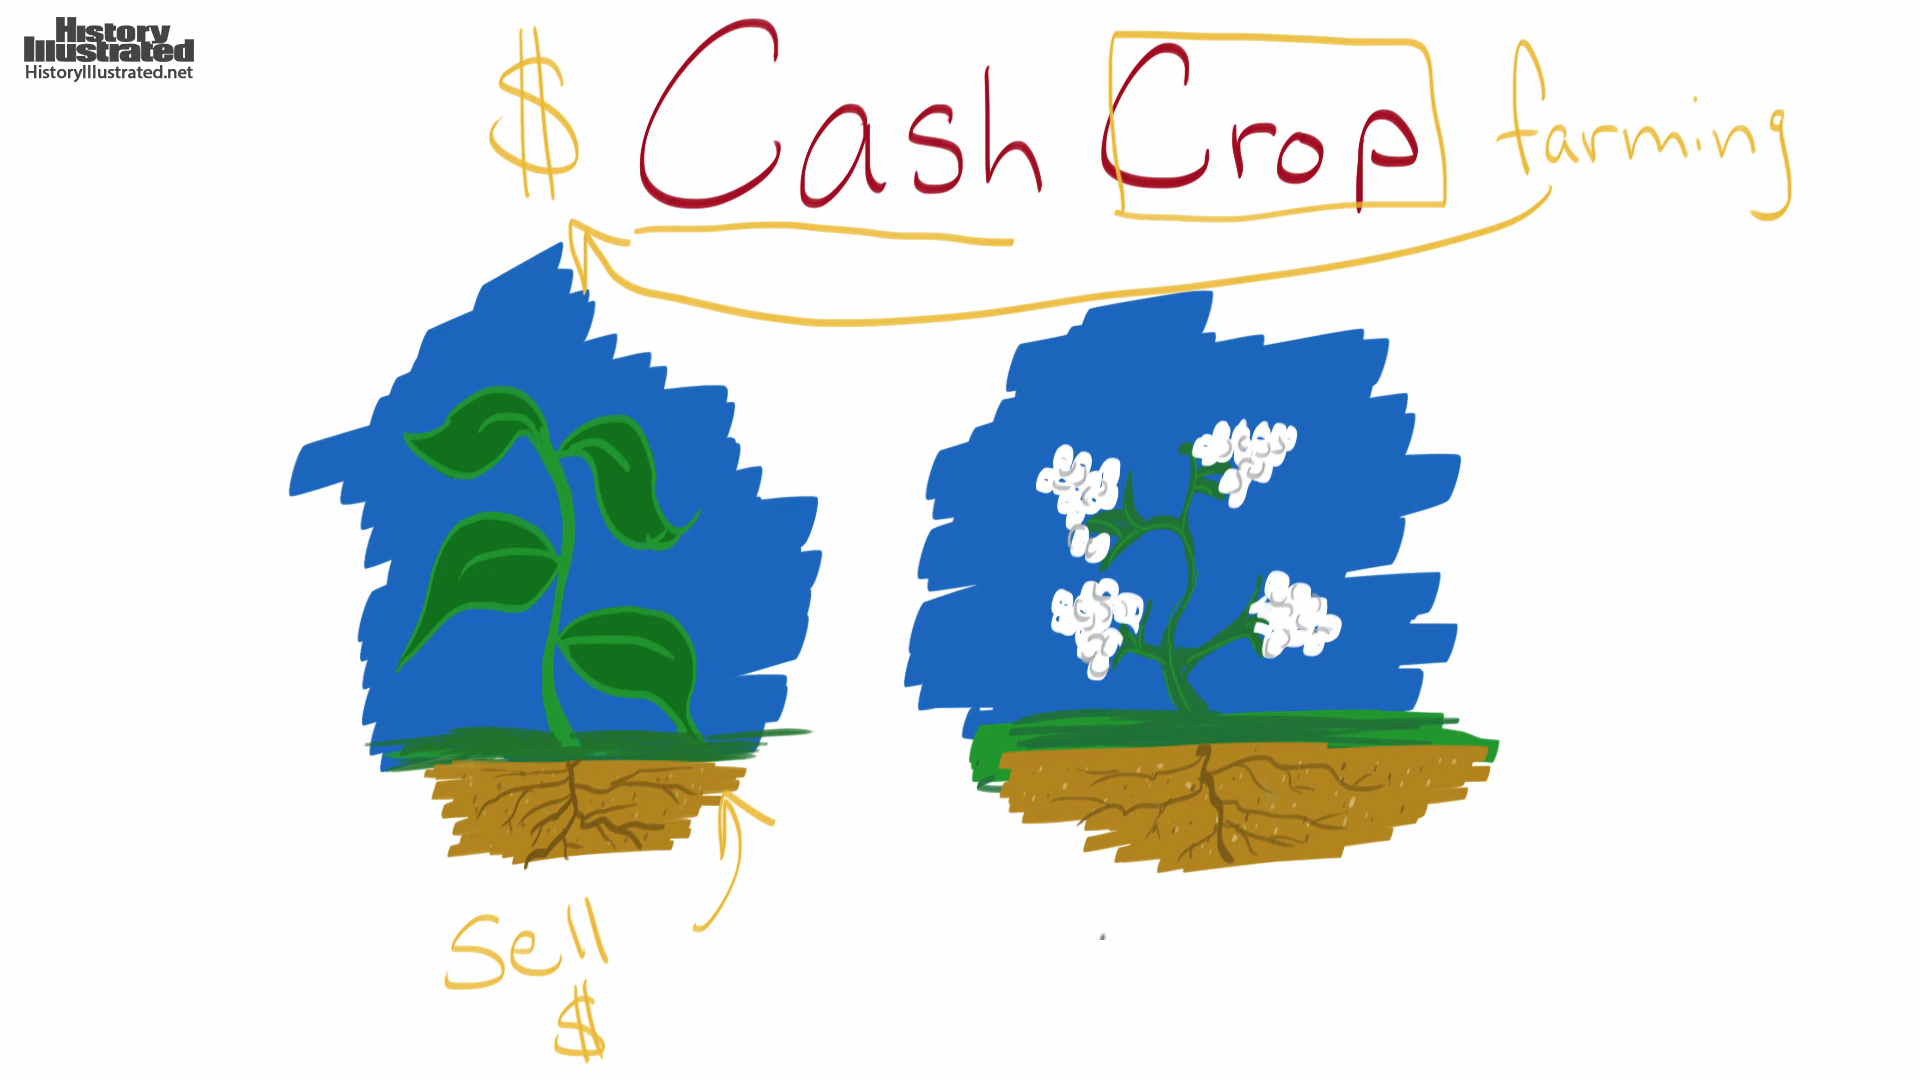 History
Illustrated
HistoryIllustrated.net
$ Cash Crop farming
Sell
$